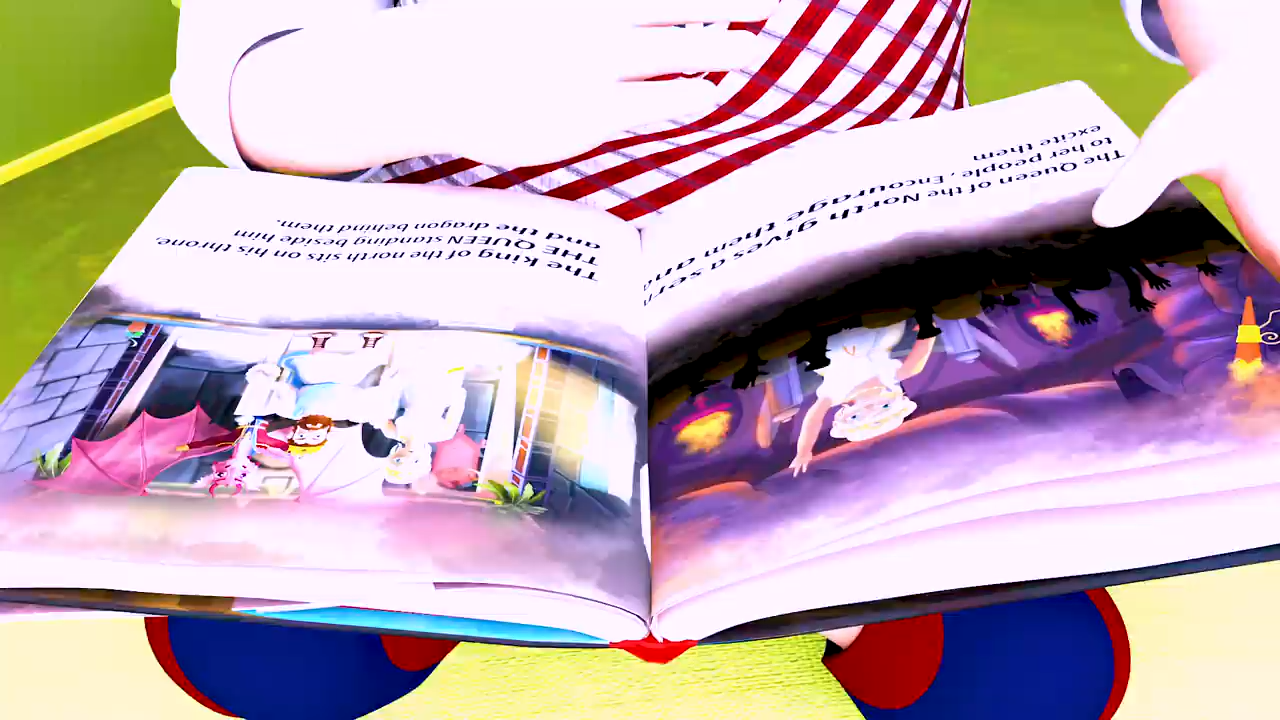 The Queen of the North gives a
to her people . Encourage them and
excite them
The king of the north sits on his throne.
THE QUEEN standing beside him
and the dragon behind them.